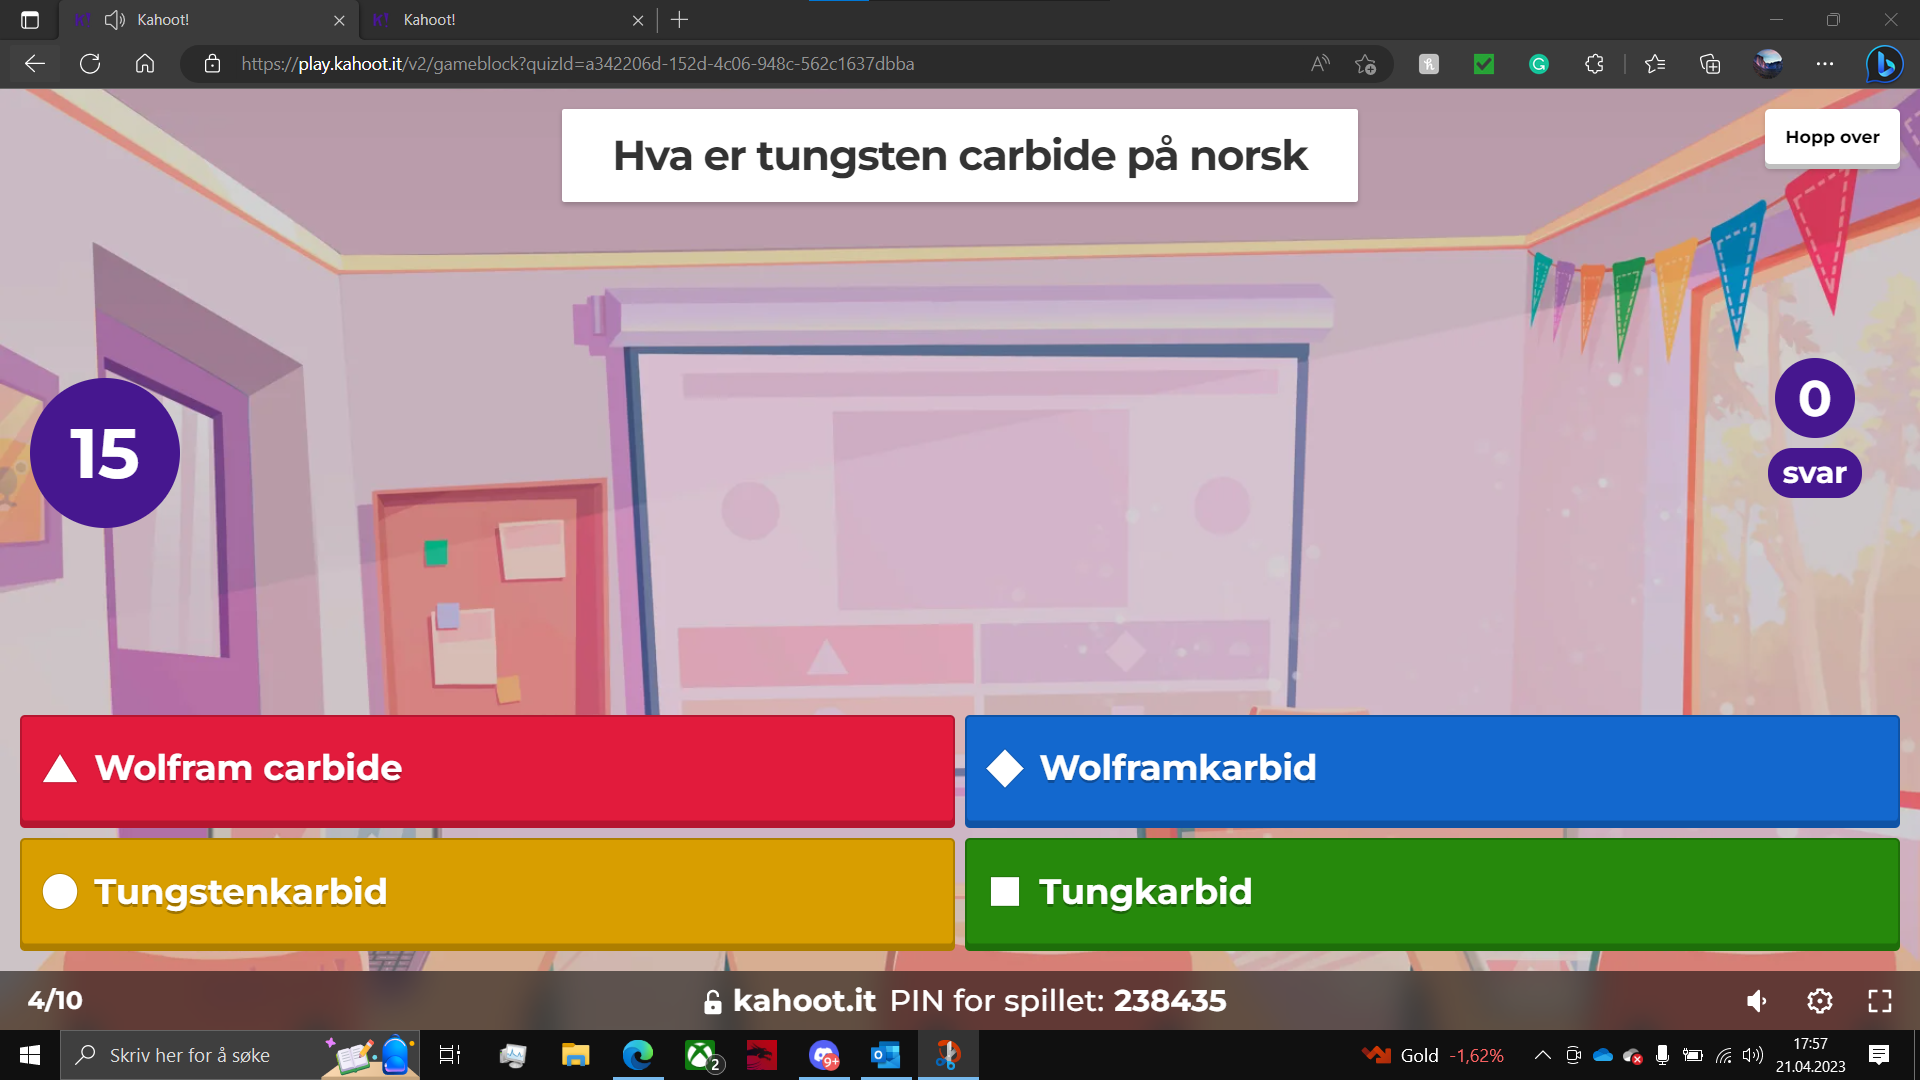 Kahoot!
Kahoot!
https://play.kahoot.it/v2/gameblock?quizId=a342206d-152d-4c06-948c-562c1637dbba
Hva er tungsten carbide på norsk
Hopp over
15
0
svar
Wolfram carbide
Wolframkarbid
Tungstenkarbid
Tungkarbid
4/10
kahoot.it PIN for spillet: 238435
Skriv her for å søke
2
9+
Gold -1,62%
17:57
21.04.2023